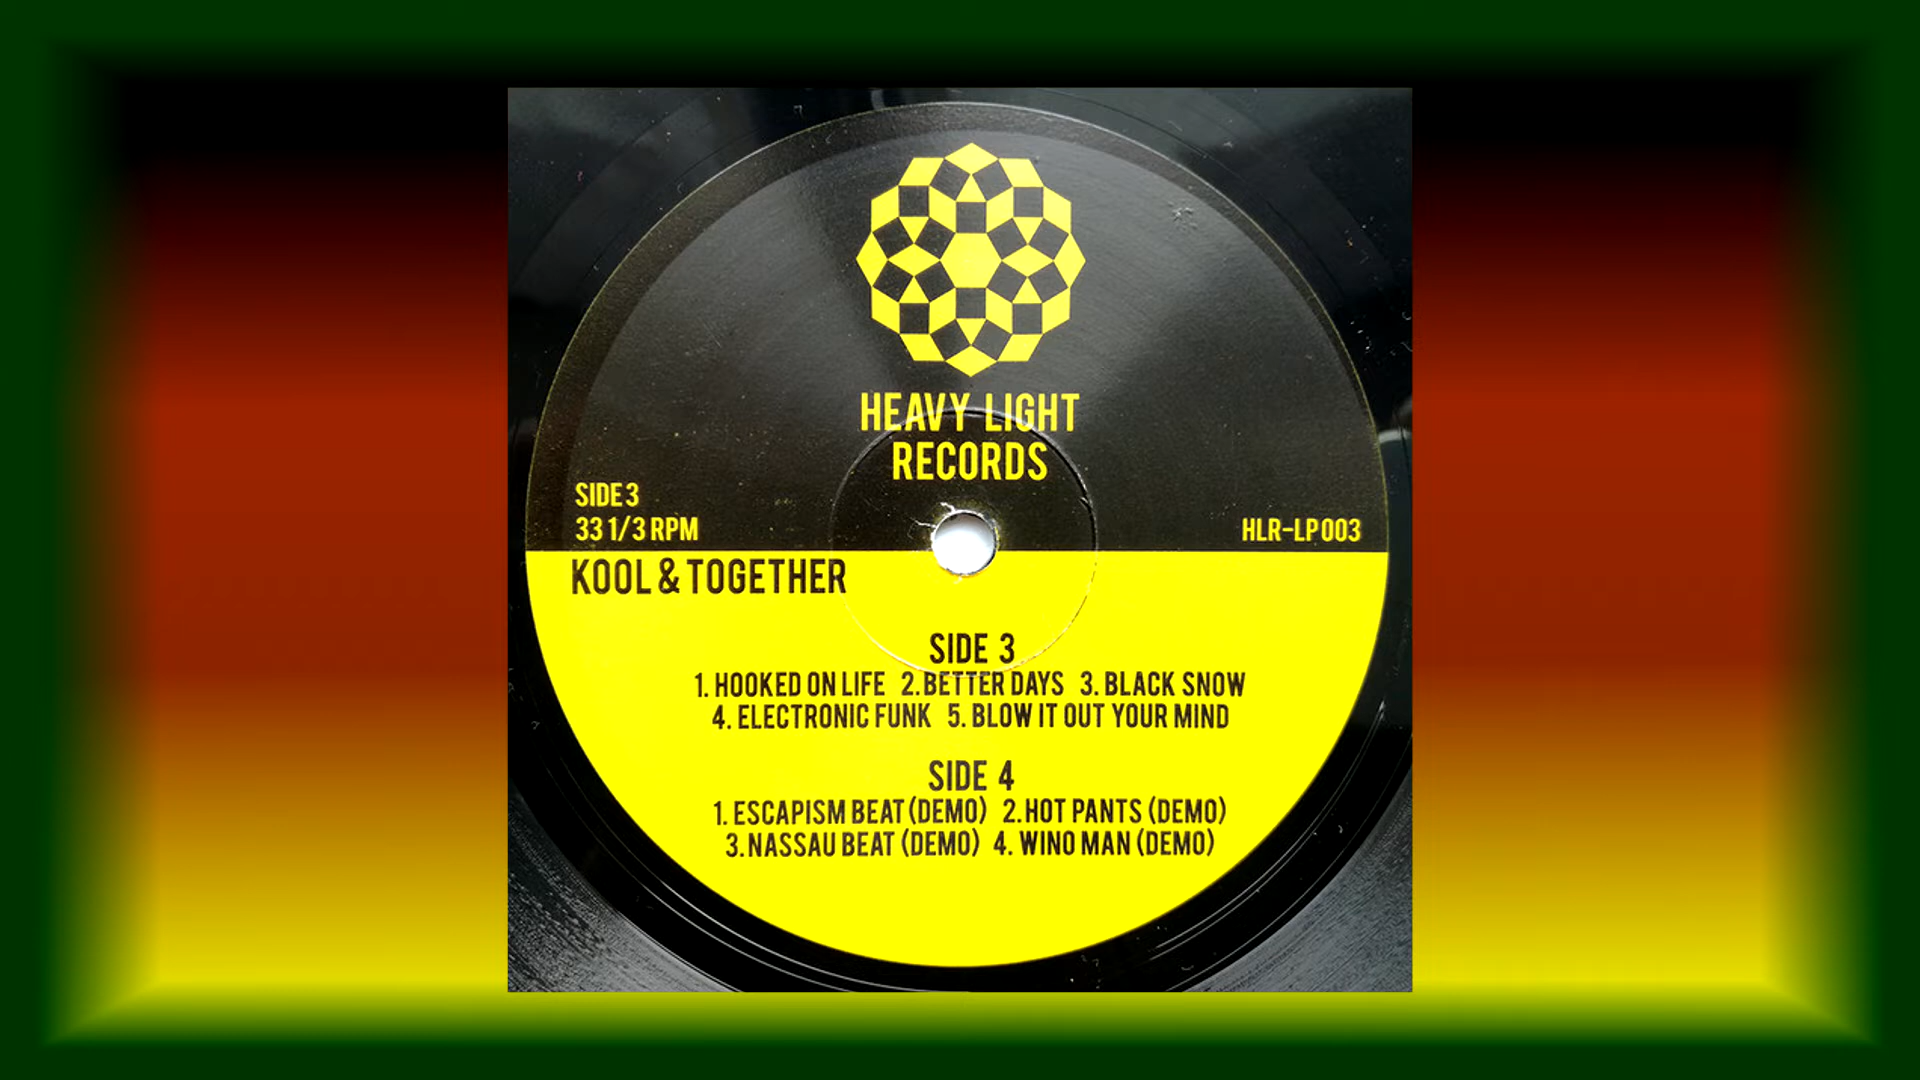 HEAVY LIGHT
RECORDS
SIDE 3
33 1/3 RPM
HLR-LP003
KOOL & TOGETHER
SIDE 3
1. HOOKED ON LIFE 2. BETTER DAYS 3. BLACK SNOW
4. ELECTRONIC FUNK 5. BLOW IT OUT YOUR MIND
SIDE 4
1. ESCAPISM BEAT (DEMO) 2. HOT PANTS (DEMO)
3. NASSAU BEAT (DEMO) 4. WINO MAN (DEMO)